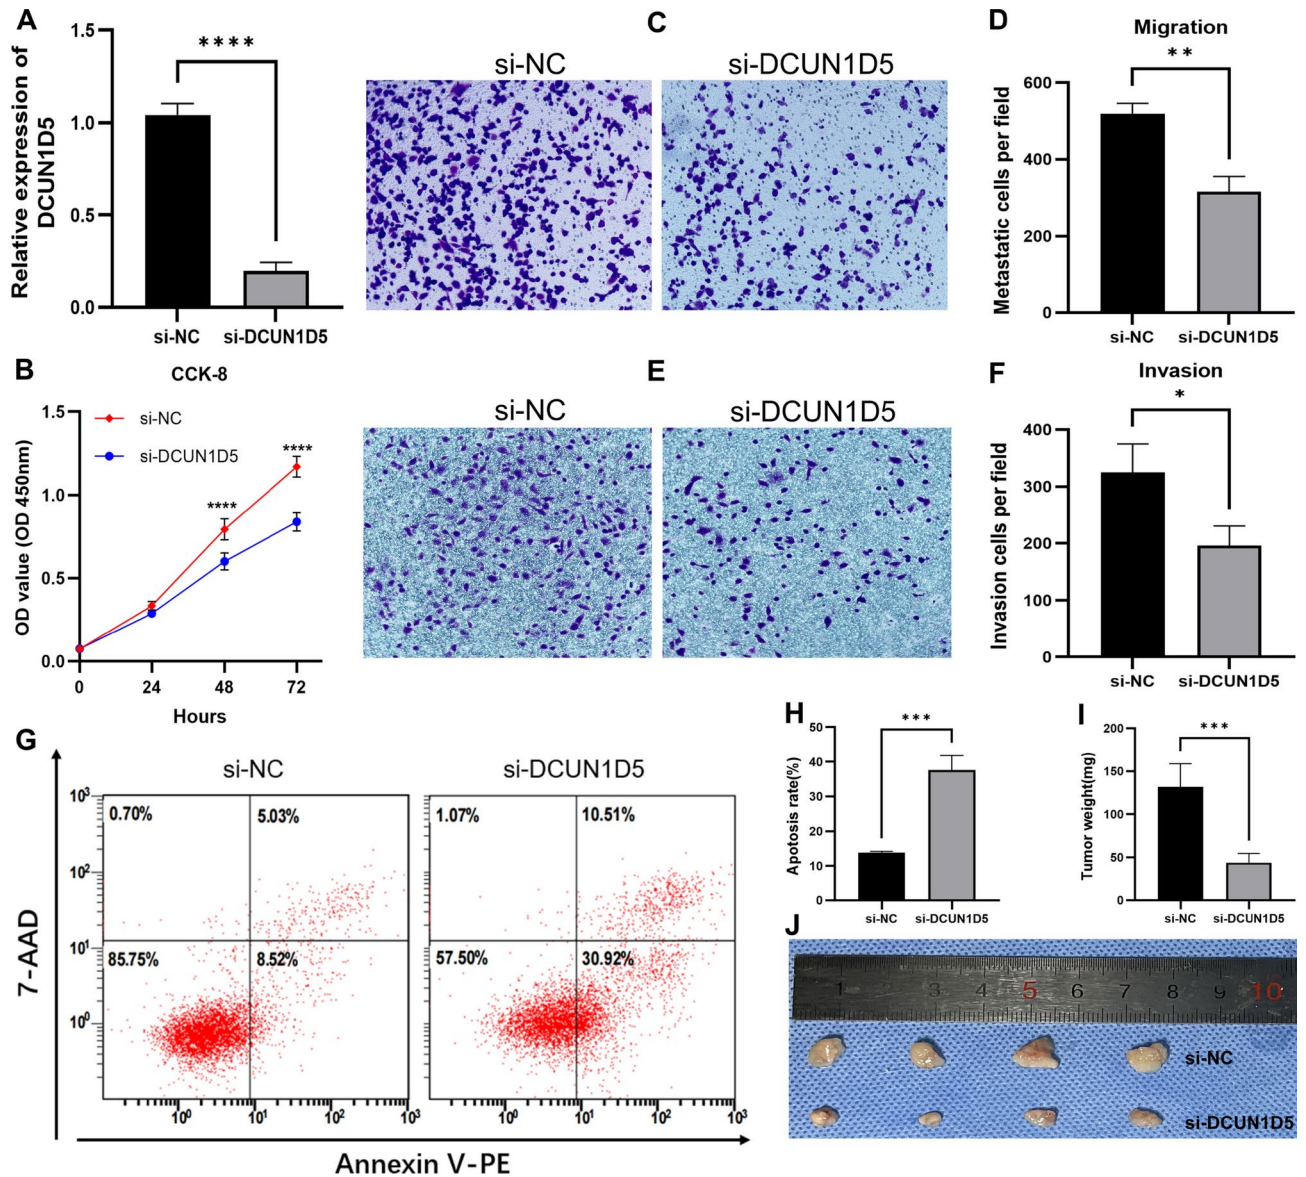 A
Relative expression of
DCUN1D5
1.5
1.0
0.5
0.0
****
si-NC
si-DCUN1D5
C
si-NC
si-DCUN1D5
D
Migration
**
Metastatic cells per field
600
400
200
0
si-NC
si-DCUN1D5
B
CCK-8
si-NC
si-DCUN1D5
OD value (OD 450nm)
1.5
1.0
0.5
0.0
****
****
0
24
48
72
Hours
E
si-NC
si-DCUN1D5
F
Invasion
*
Invasion cells per field
400
300
200
100
0
si-NC
si-DCUN1D5
G
si-NC
si-DCUN1D5
7-AAD
10³
10²
10¹
10⁰
0.70%
5.03%
85.75%
8.52%
10⁰
10¹
10²
10³
1.07%
10.51%
57.50%
30.92%
10⁰
10¹
10²
10³
Annexin V-PE
H
***
Apotosis rate(%)
50
40
30
20
10
0
si-NC
si-DCUN1D5
I
***
Tumor weight(mg)
200
150
100
50
0
si-NC
si-DCUN1D5
J
1 2 3 4 5 6 7 8 9 10
si-NC
si-DCUN1D5